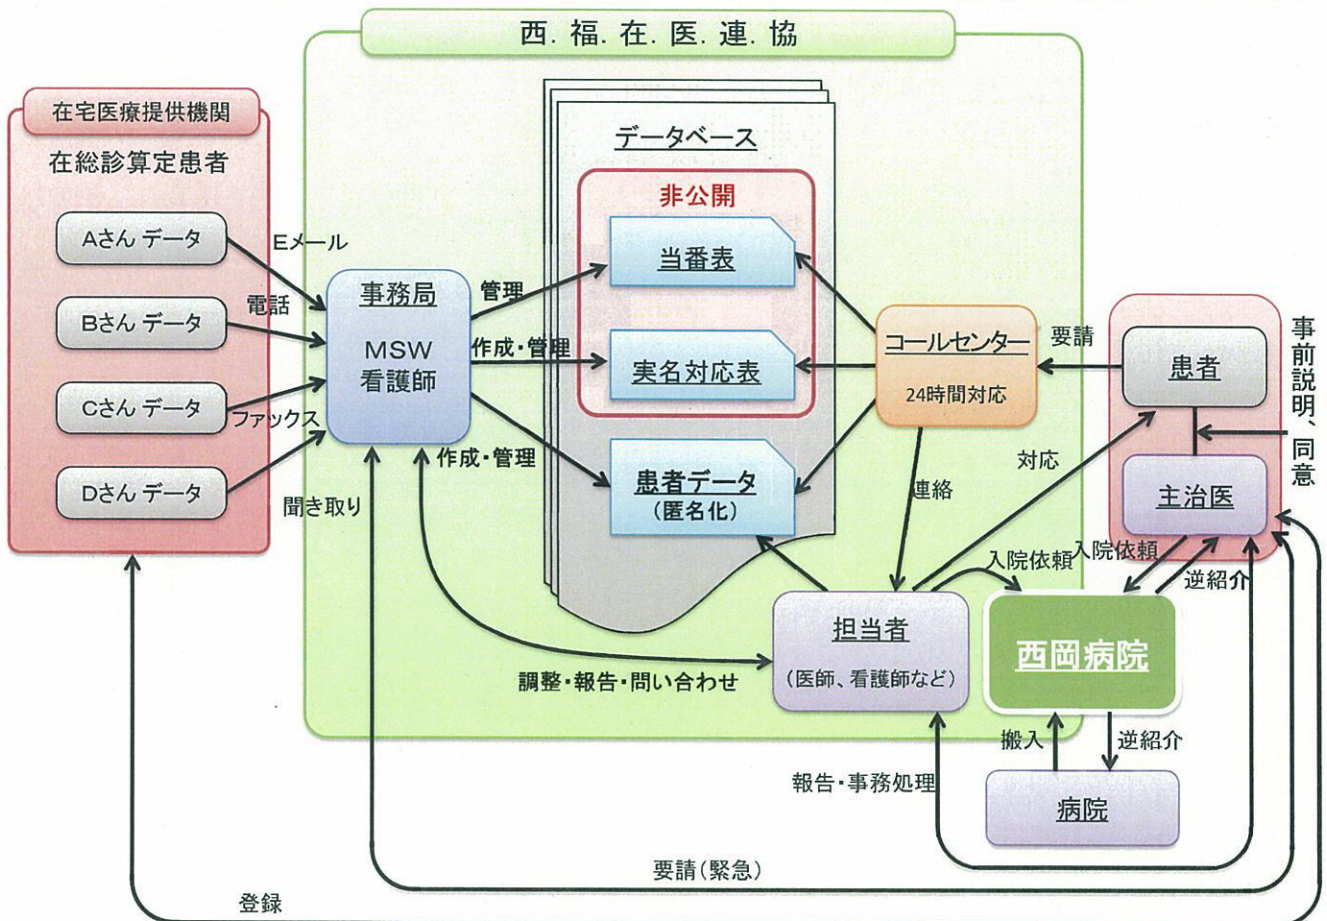 西.福.在.医.連.協
在宅医療提供機関
在総診算定患者
Aさん データ
Bさん データ
Cさん データ
Dさん データ
Eメール
電話
ファックス
聞き取り
事務局
MSW
看護師
管理
作成・管理
作成・管理
データベース
非公開
当番表
実名対応表
患者データ
(匿名化)
コールセンター
24時間対応
要請
患者
主治医
事前説明、同意
連絡
対応
入院依頼
入院依頼
逆紹介
担当者
(医師、看護師など)
西岡病院
調整・報告・問い合わせ
搬入
逆紹介
病院
報告・事務処理
要請(緊急)
登録